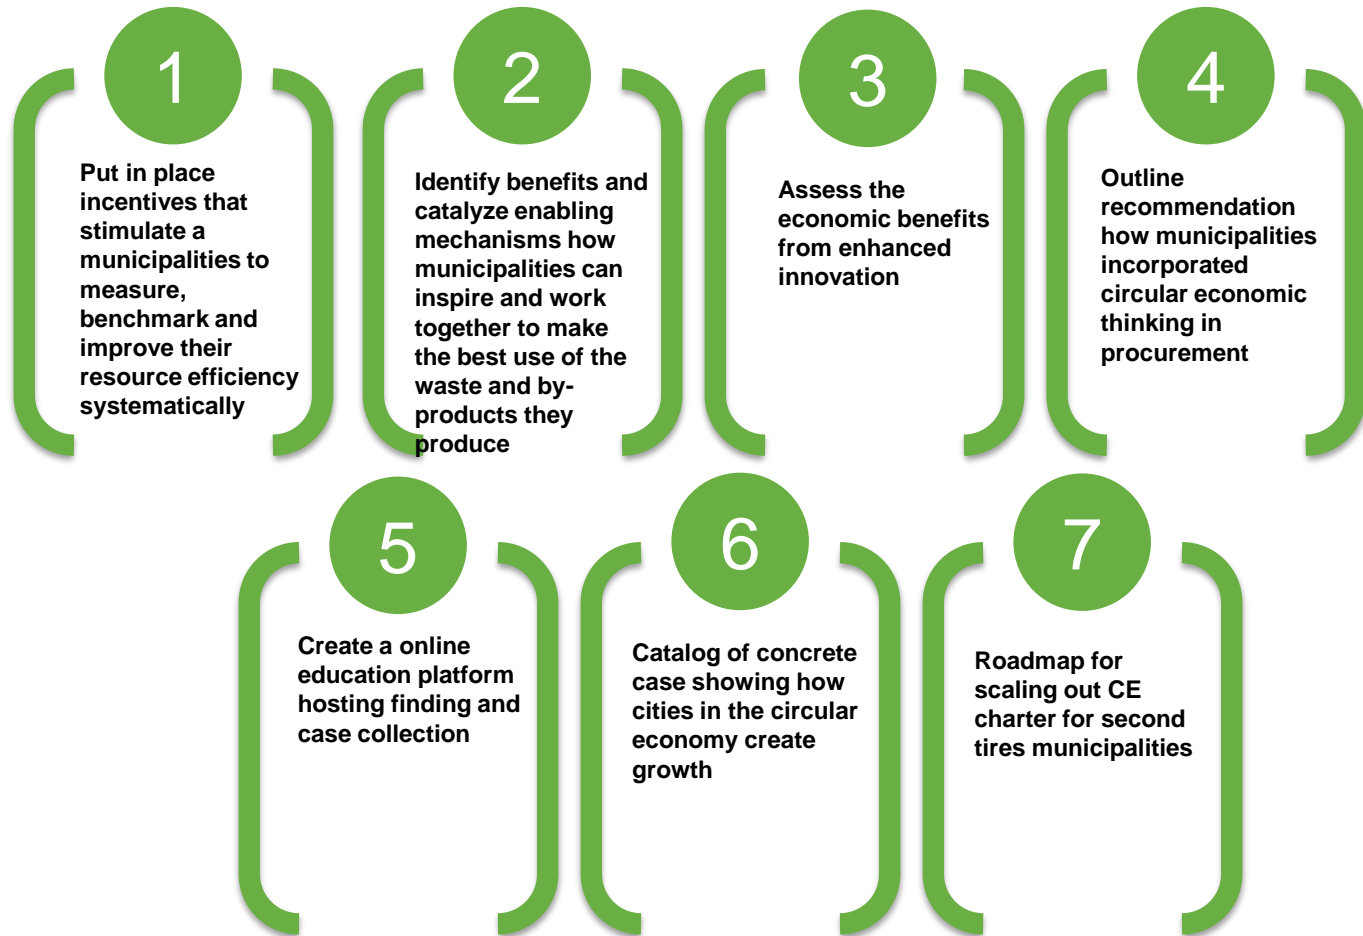 1
Put in place
incentives that
stimulate a
municipalities to
measure,
benchmark and
improve their
resource efficiency
systematically
2
Identify benefits and
catalyze enabling
mechanisms how
municipalities can
inspire and work
together to make
the best use of the
waste and by-
products they
produce
3
Assess the
economic benefits
from enhanced
innovation
4
Outline
recommendation
how municipalities
incorporated
circular economic
thinking in
procurement
5
Create a online
education platform
hosting finding and
case collection
6
Catalog of concrete
case showing how
cities in the circular
economy create
growth
7
Roadmap for
scaling out CE
charter for second
tires municipalities